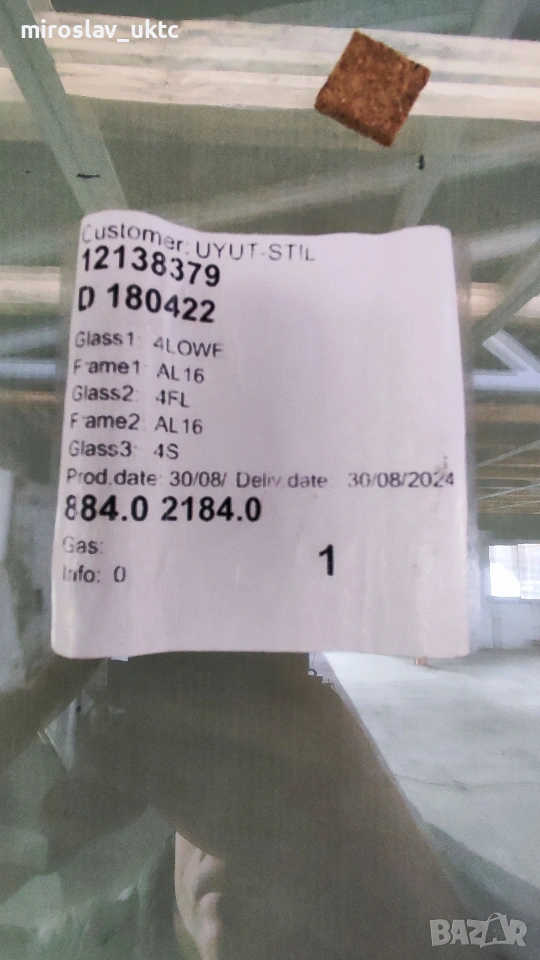 miroslav_uktc
Customer: UYUT-STIL
12138379
D 180422
Glass1: 4LOWE
Frame1 AL16
Glass2: 4FL
Frame2: AL16
Glass3: 4S
Prod.date: 30/08/ Deliv.date: 30/08/2024
884.0 2184.0
Gas:
1
Info: 0
BAZAR